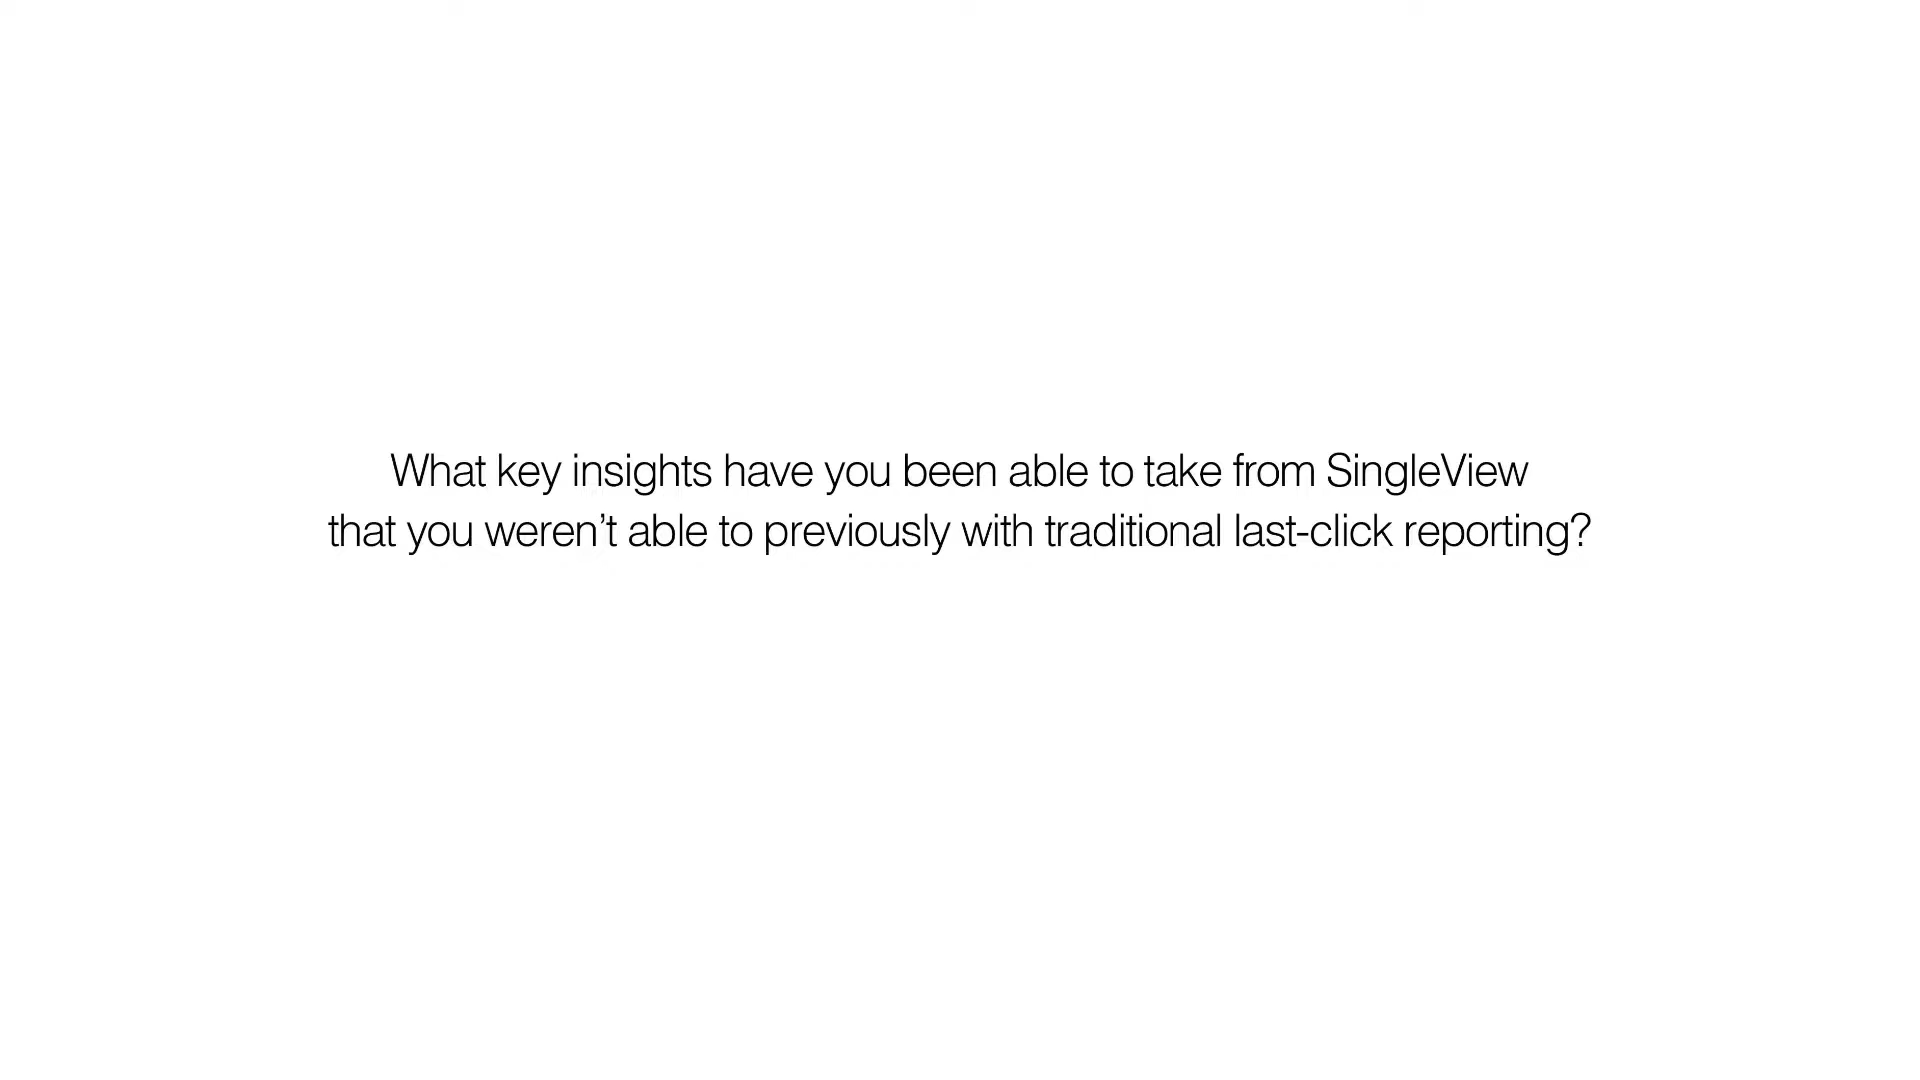 What key insights have you been able to take from SingleView
that you weren’t able to previously with traditional last-click reporting?